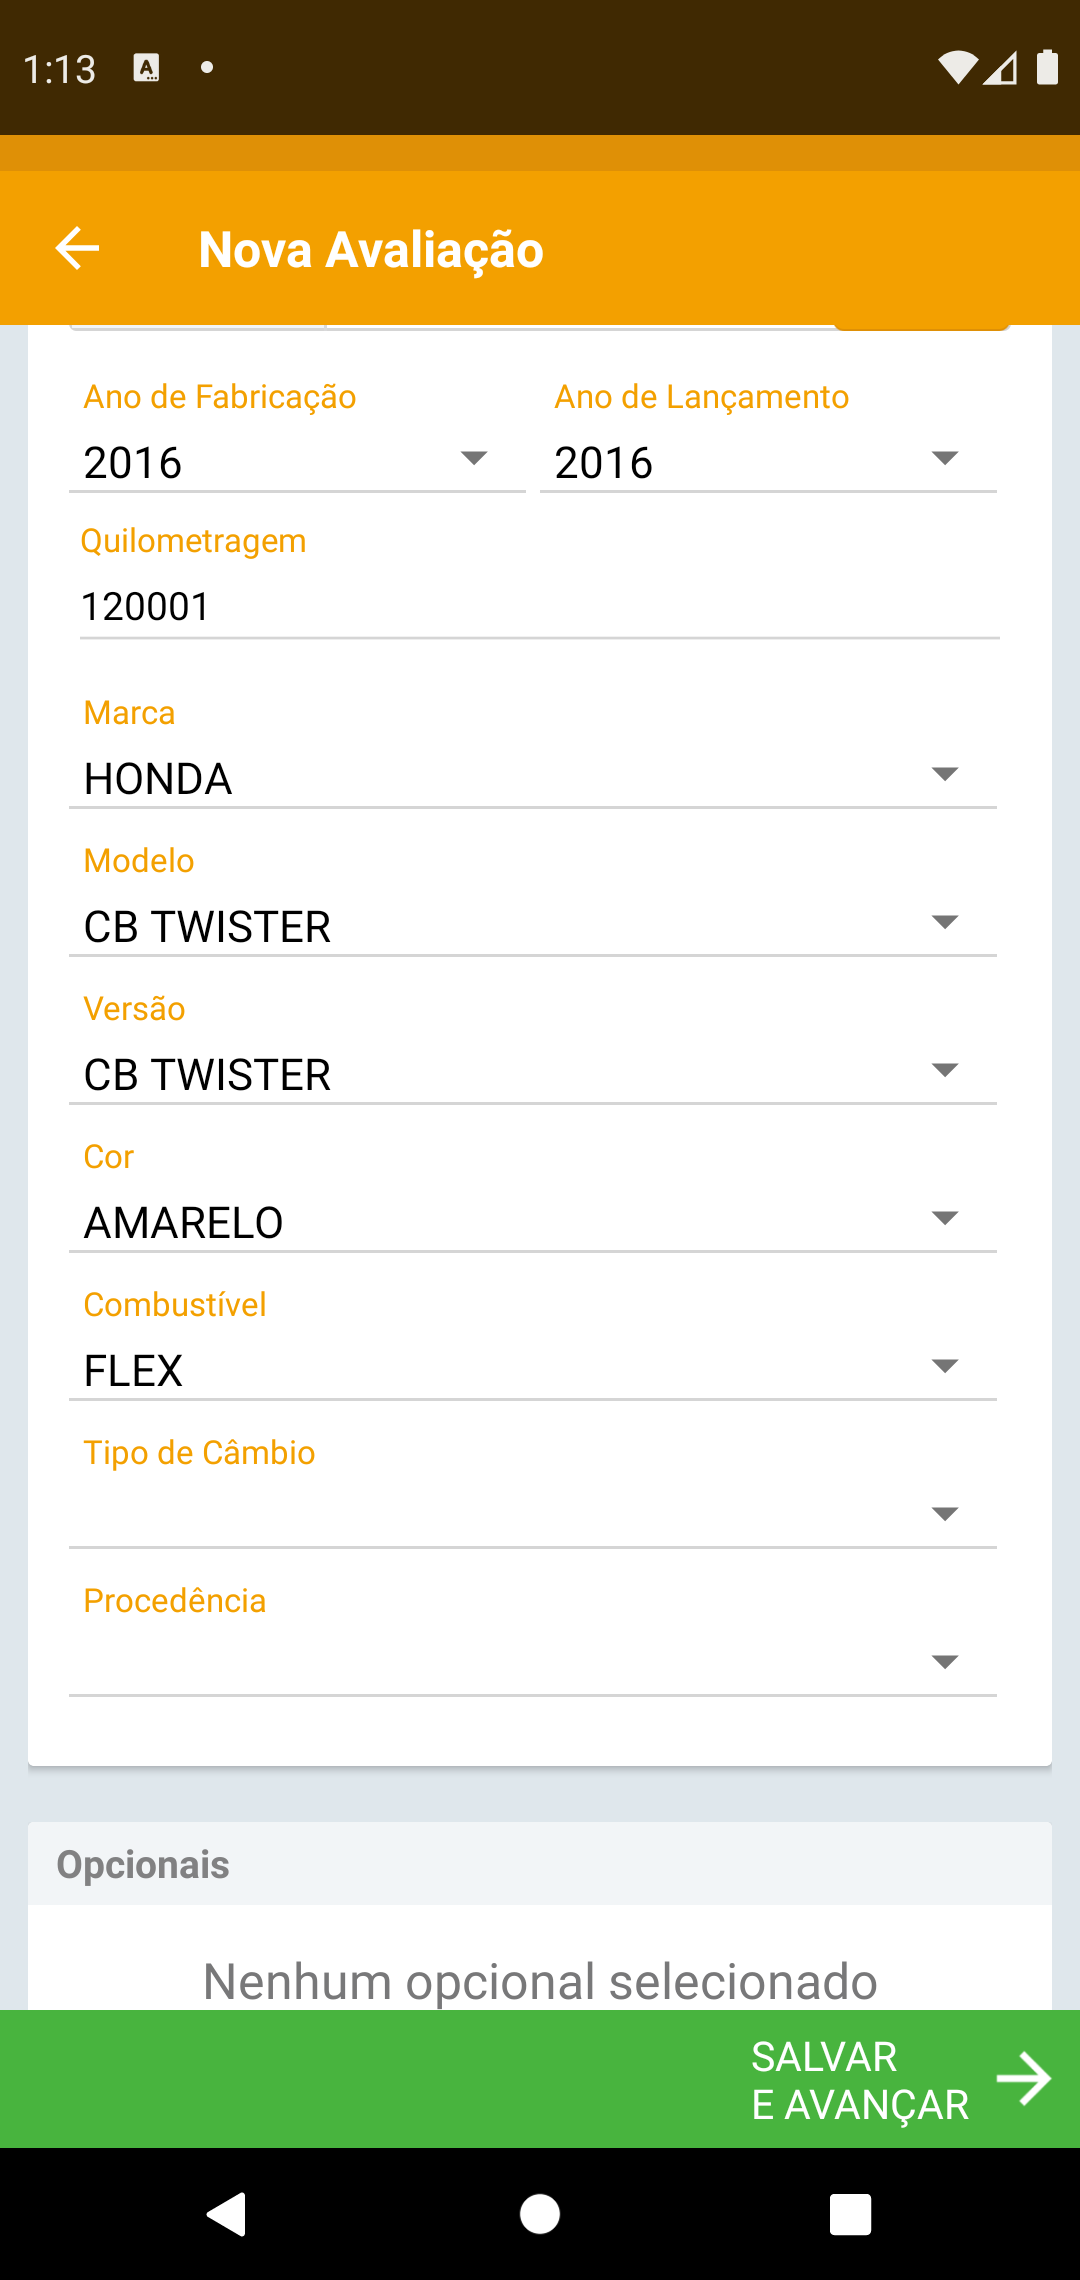 1:13
Nova Avaliação
Ano de Fabricação Ano de Lançamento
2016 2016
Quilometragem
120001
Marca
HONDA
Modelo
CB TWISTER
Versão
CB TWISTER
Cor
AMARELO
Combustível
FLEX
Tipo de Câmbio
Procedência
Opcionais
Nenhum opcional selecionado
SALVAR
E AVANÇAR